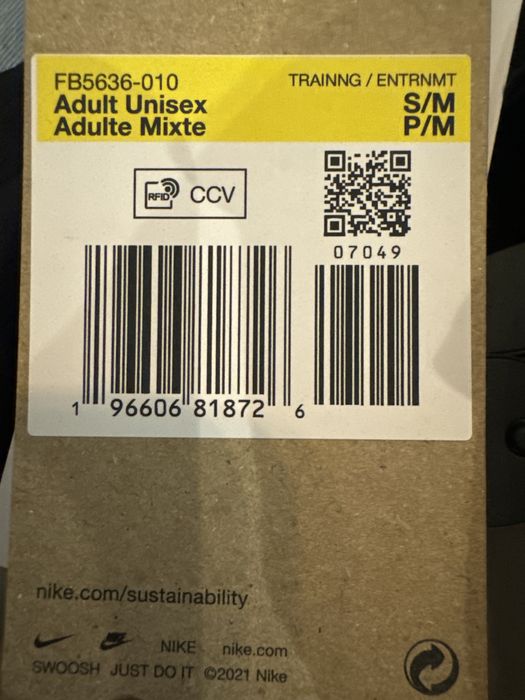 FB5636-010
TRAINNG / ENTRNMT
Adult Unisex
S/M
Adulte Mixte
P/M
RFID CCV
07049
1 96606 81872 6
nike.com/sustainability
NIKE nike.com
SWOOSH JUST DO IT ©2021 Nike